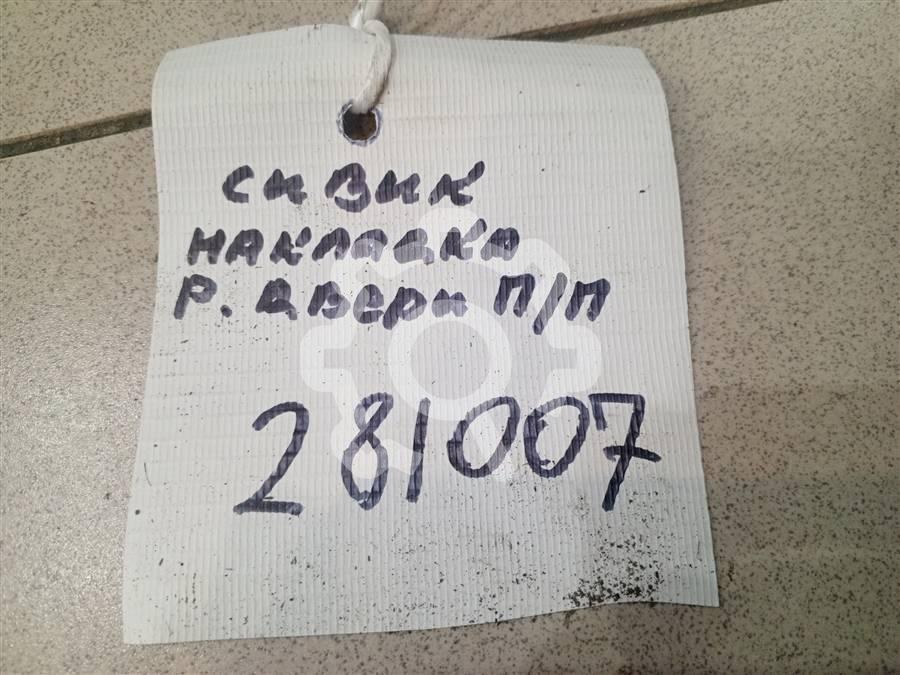 Сивик
накладка
р. двери П/П
281007